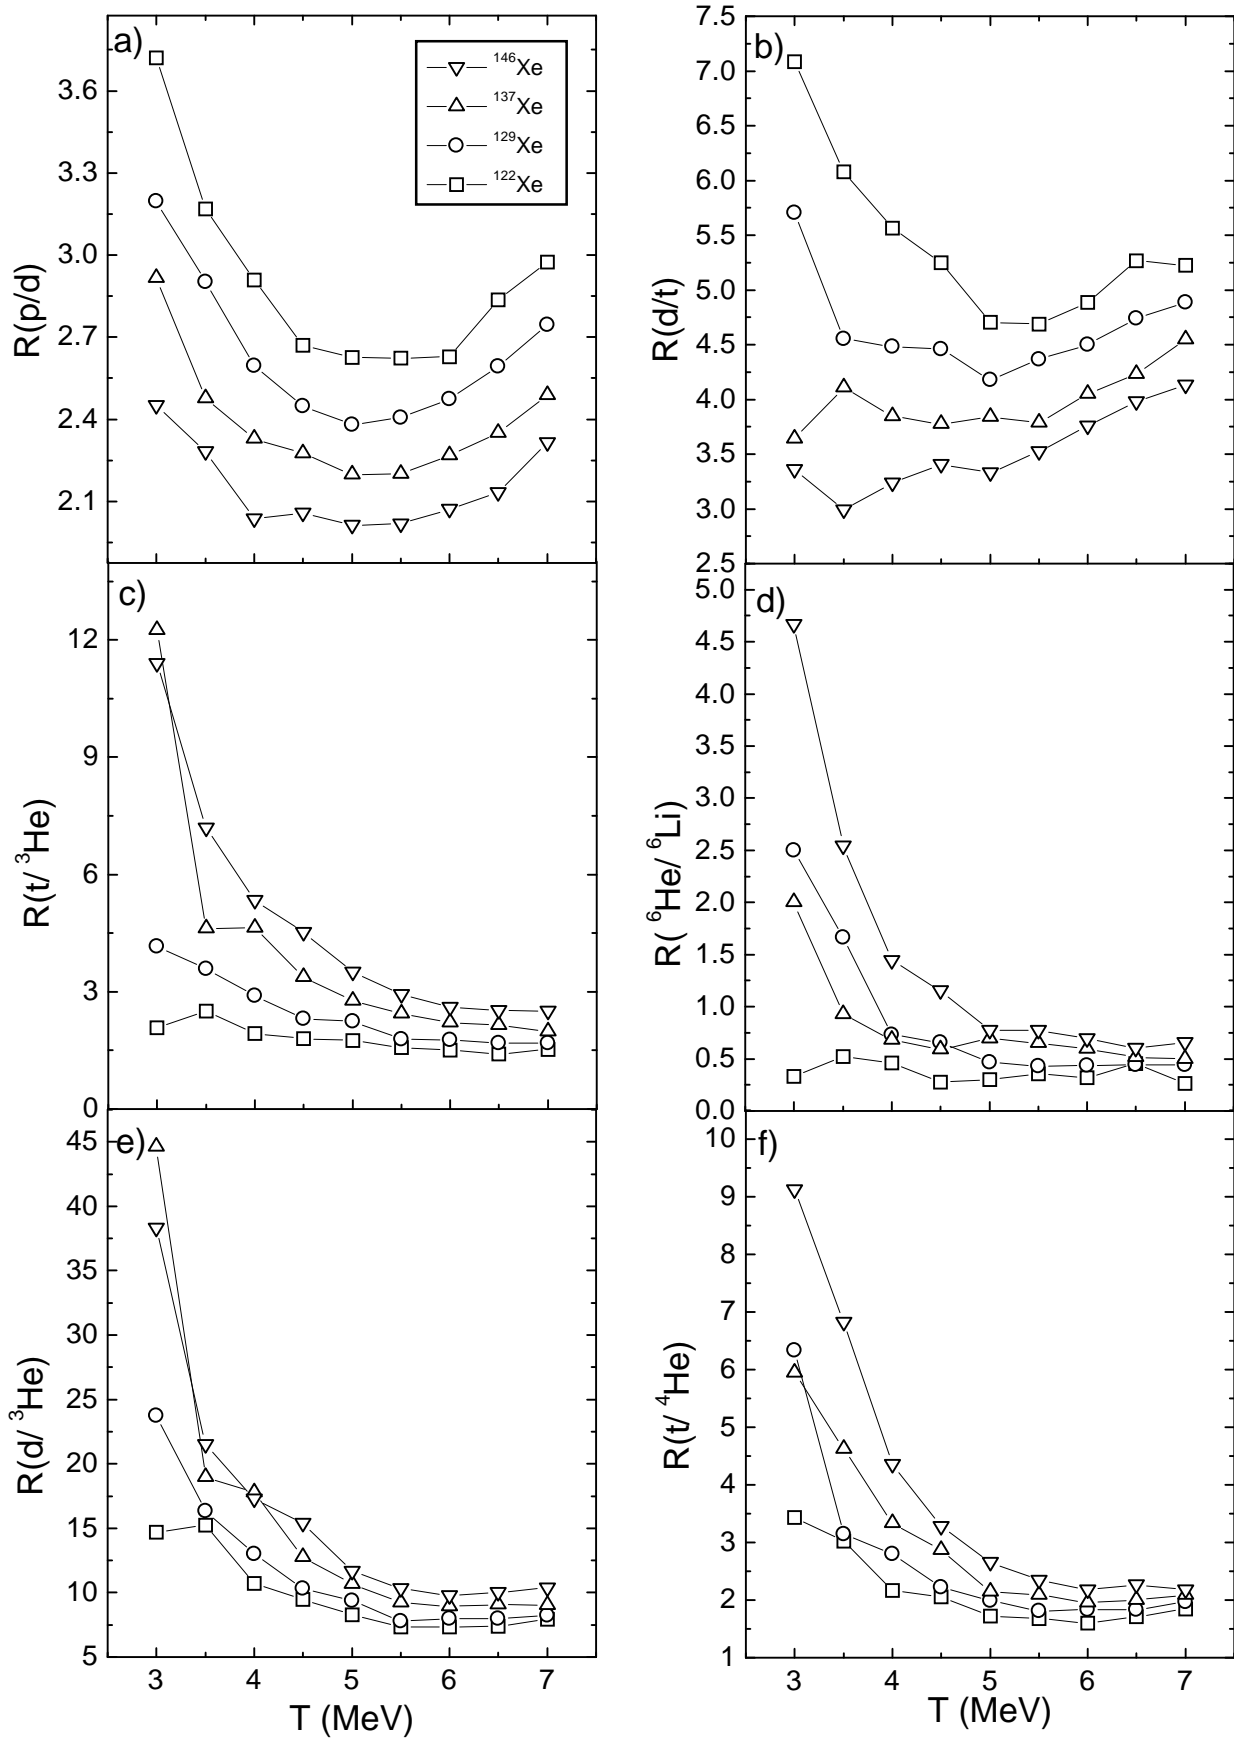 a)
¹⁴⁶Xe
¹³⁷Xe
¹²⁹Xe
¹²²Xe
3.6
3.3
3.0
2.7
2.4
2.1
R(p/d)
b)
7.5
7.0
6.5
6.0
5.5
5.0
4.5
4.0
3.5
3.0
2.5
R(d/t)
c)
12
9
6
3
0
R(t/ ³He)
d)
5.0
4.5
4.0
3.5
3.0
2.5
2.0
1.5
1.0
0.5
0.0
R( ⁶He/ ⁶Li)
e)
45
40
35
30
25
20
15
10
5
R(d/ ³He)
3 4 5 6 7
T (MeV)
f)
10
9
8
7
6
5
4
3
2
1
R(t/ ⁴He)
3 4 5 6 7
T (MeV)